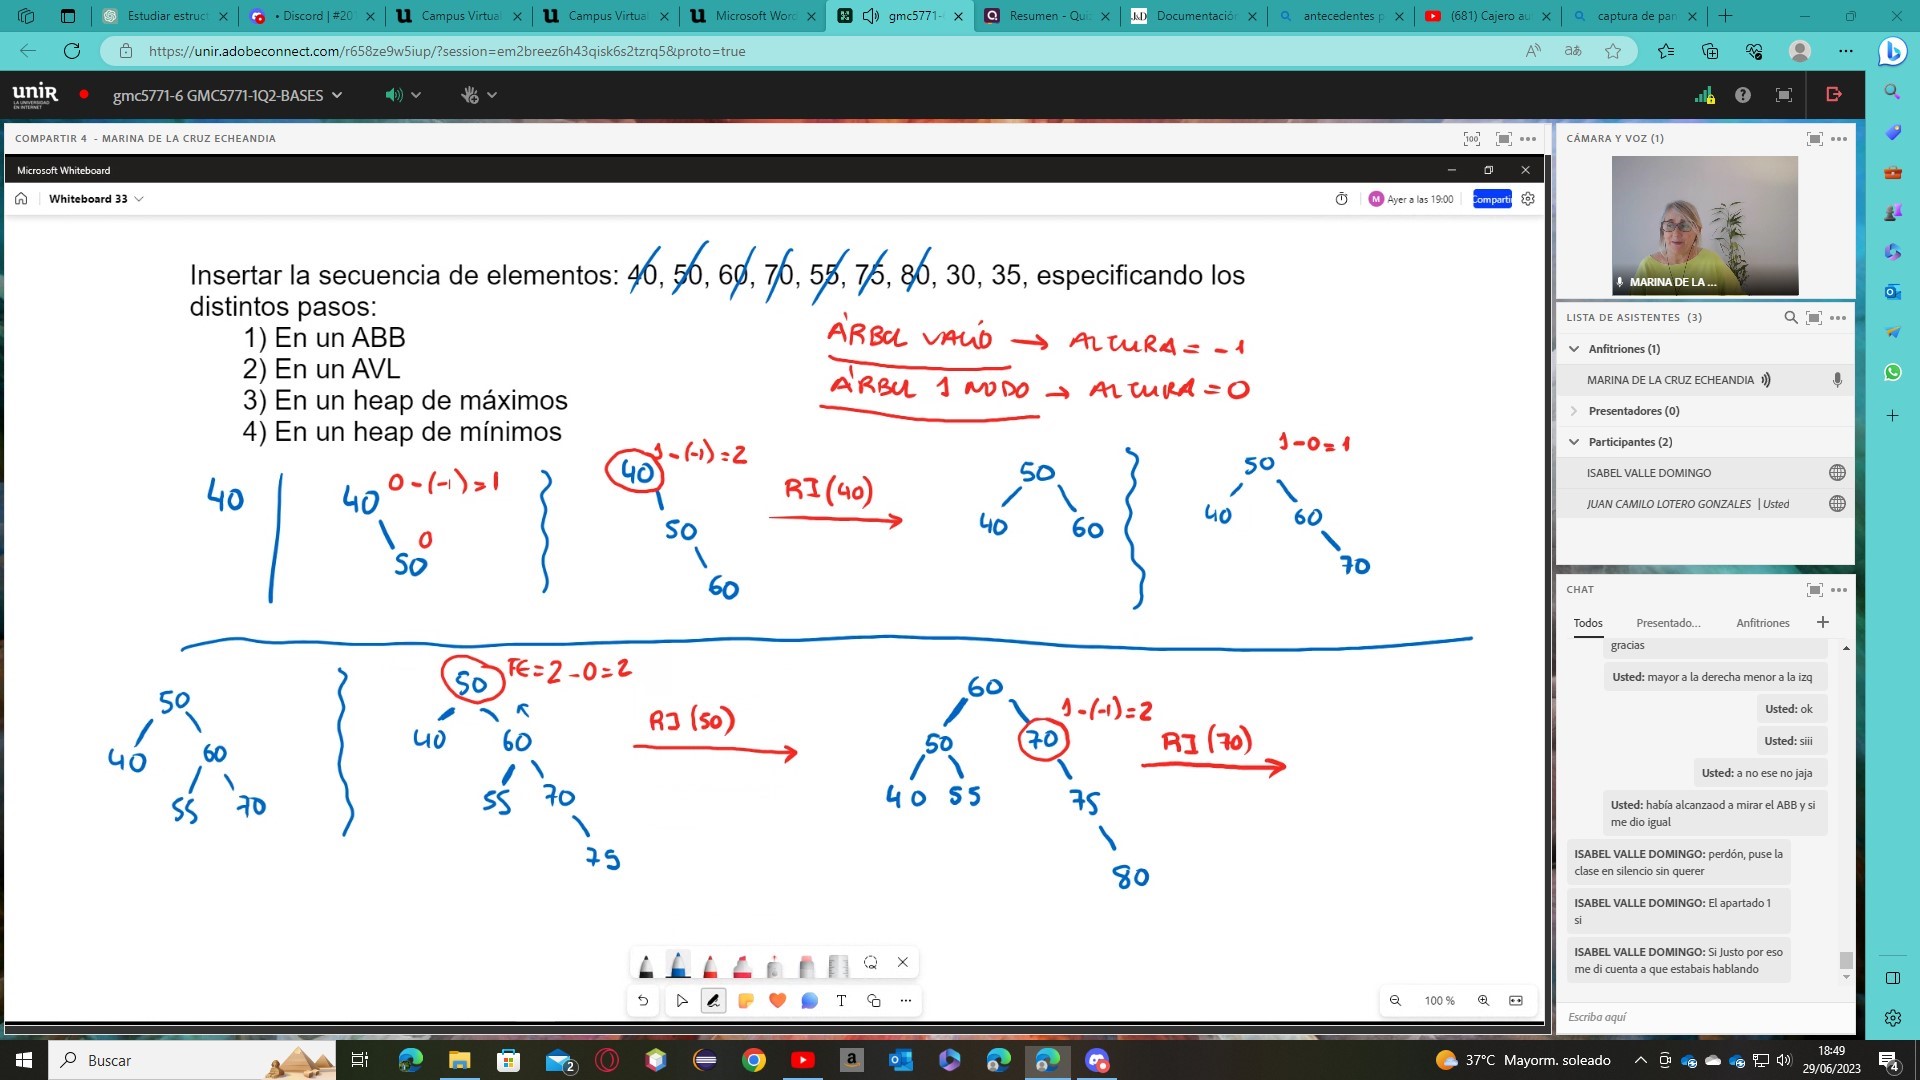 Estudiar estruct
• Discord | #20
Campus Virtual
Campus Virtual
Microsoft Word
gmc5771-
Resumen - Qui
Documentación
antecedentes p
(681) Cajero au
captura de pan
https://unir.adobeconnect.com/r658ze9w5iup/?session=em2breez6h43qisk6s2tzrq5&proto=true
unir
LA UNIVERSIDAD EN INTERNET
gmc5771-6 GMC5771-1Q2-BASES
COMPARTIR 4 - MARINA DE LA CRUZ ECHEANDIA
Microsoft Whiteboard
Whiteboard 33
M
Ayer a las 19:00
Comparti
Insertar la secuencia de elementos: 40, 50, 60, 70, 55, 75, 80, 30, 35, especificando los
distintos pasos:
1) En un ABB
2) En un AVL
3) En un heap de máximos
4) En un heap de mínimos
ÁRBOL VACÍO → ALTURA = -1
ÁRBOL 1 NODO → ALTURA = 0
40
40 0-(-1)=1
50 0
40 1-(-1)=2
50
60
RI(40)
50
40 60
50 1-0=1
40 60
70
50
40 60
55 70
50 FE=2-0=2
40 60
55 70
75
RI(50)
60
50 70 1-(-1)=2
40 55 75
80
RI(70)
100 %
CÁMARA Y VOZ (1)
MARINA DE LA ...
LISTA DE ASISTENTES (3)
Anfitriones (1)
MARINA DE LA CRUZ ECHEANDIA
Presentadores (0)
Participantes (2)
ISABEL VALLE DOMINGO
JUAN CAMILO LOTERO GONZALES | Usted
CHAT
Todos
Presentado...
Anfitriones
gracias
Usted: mayor a la derecha menor a la izq
Usted: ok
Usted: siii
Usted: a no ese no jaja
Usted: había alcanzaod a mirar el ABB y si
me dio igual
ISABEL VALLE DOMINGO: perdón, puse la
clase en silencio sin querer
ISABEL VALLE DOMINGO: El apartado 1
si
ISABEL VALLE DOMINGO: Si Justo por eso
me di cuenta a que estabais hablando
Escriba aquí
Buscar
2
37°C Mayorm. soleado
18:49
29/06/2023
4